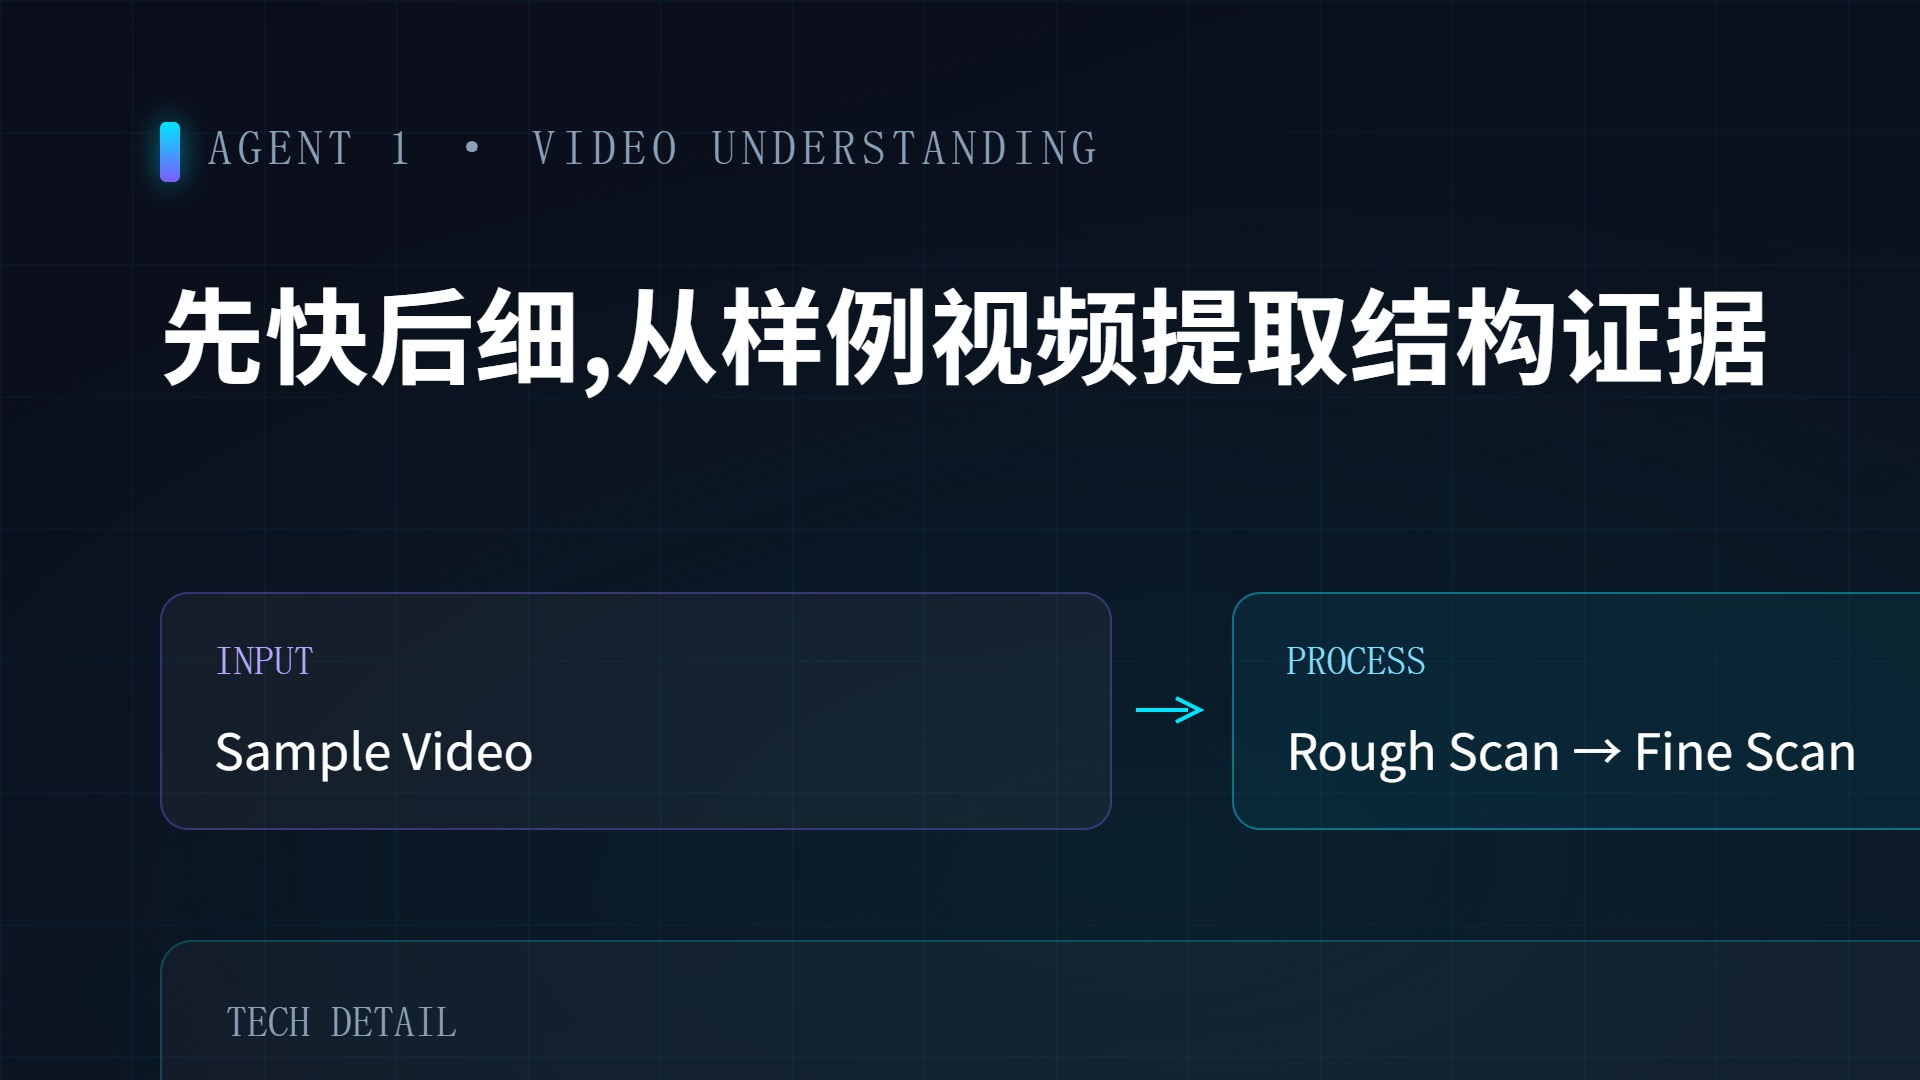 AGENT 1 • VIDEO UNDERSTANDING
先快后细,从样例视频提取结构证据
INPUT
Sample Video
PROCESS
Rough Scan → Fine Scan
TECH DETAIL